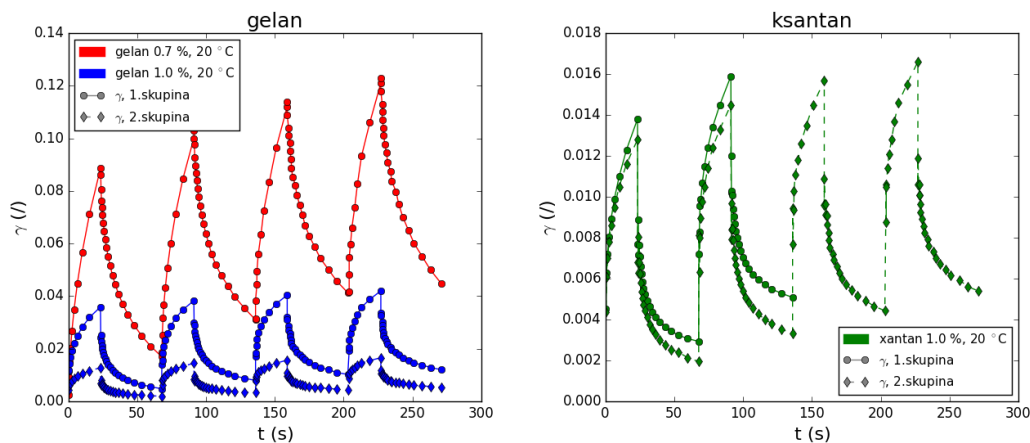 gelan
0.14
0.12
0.10
0.08
0.06
0.04
0.02
0.00
γ (/)
0
50
100
150
200
250
300
t (s)
gelan 0.7 %, 20 °C
gelan 1.0 %, 20 °C
γ, 1.skupina
γ, 2.skupina
ksantan
0.018
0.016
0.014
0.012
0.010
0.008
0.006
0.004
0.002
0.000
γ (/)
0
50
100
150
200
250
300
t (s)
xantan 1.0 %, 20 °C
γ, 1.skupina
γ, 2.skupina